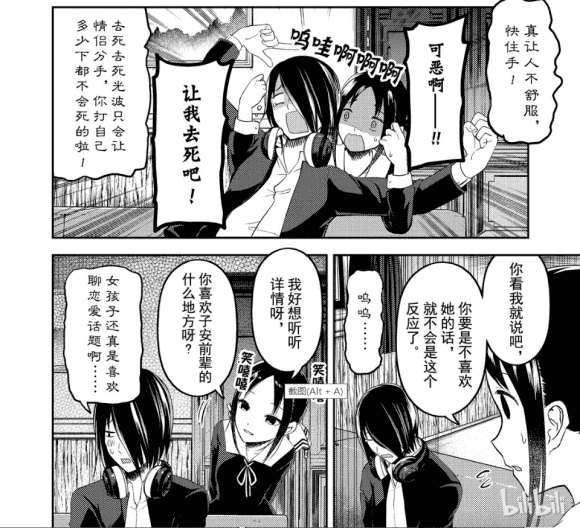 真让人不舒服，
快住手！
可恶啊——!!
呜哇啊啊啊
让我去死吧！
去死去死光波只会让
情侣分手，你打自己
多少下都不会死的啦！
你看我就说吧，
你要是不喜欢
她的话，
就不会是这个
反应了。
呜呜……
我好想听听
详情呀，
笑嘻嘻
你喜欢子安前辈的
什么地方呀？
笑嘻嘻
女孩子还真是喜欢
聊恋爱话题啊……
截图(Alt + A)
bilibili